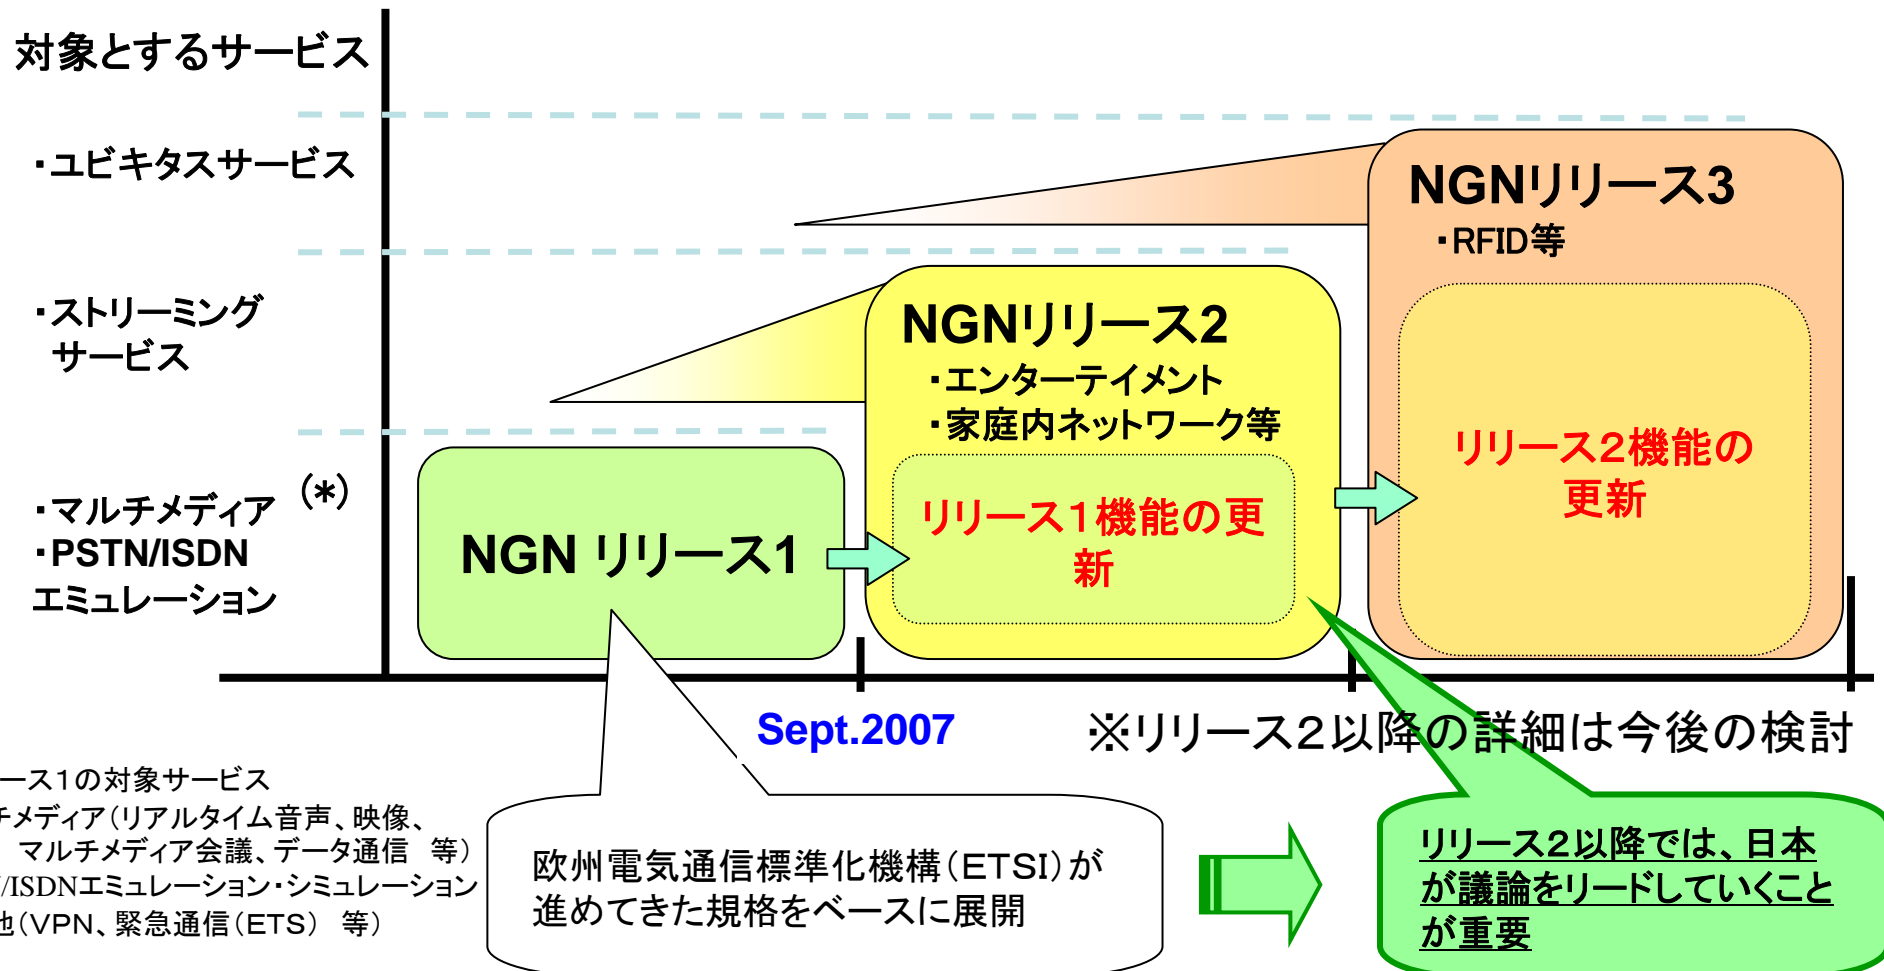 対象とするサービス
・ユビキタスサービス
・ストリーミング
サービス
・マルチメディア (*)
・PSTN/ISDN
エミュレーション
NGN リリース1
NGNリリース2
・エンターテイメント
・家庭内ネットワーク等
リリース1機能の更
新
NGNリリース3
・RFID等
リリース2機能の
更新
Sept.2007
※リリース2以降の詳細は今後の検討
ース1の対象サービス
チメディア(リアルタイム音声、映像、
マルチメディア会議、データ通信 等)
/ISDNエミュレーション・シミュレーション
他(VPN、緊急通信(ETS) 等)
欧州電気通信標準化機構(ETSI)が
進めてきた規格をベースに展開
リリース2以降では、日本
が議論をリードしていくこと
が重要